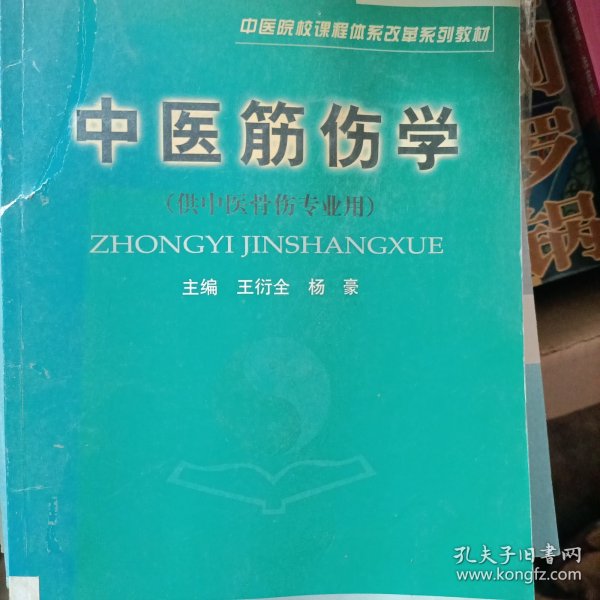 中医院校课程体系改革系列教材
中医筋伤学
(供中医骨伤专业用)
ZHONGYI JINSHANGXUE
主编 王衍全 杨 豪
罗
锅
孔夫子旧书网
www.kongfz.com